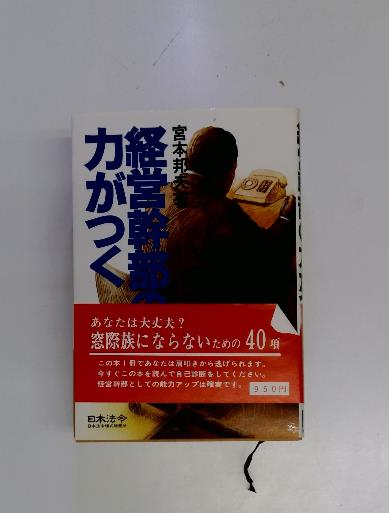 経営幹部の
力がつく
宮本邦夫著
あなたは大丈夫?
窓際族にならないための40項
この本1冊であなたは肩叩きから逃げられます。
今すぐこの本を読んで自己診断をしてください。
経営幹部としての能力アップは確実です。
950円
日本法令